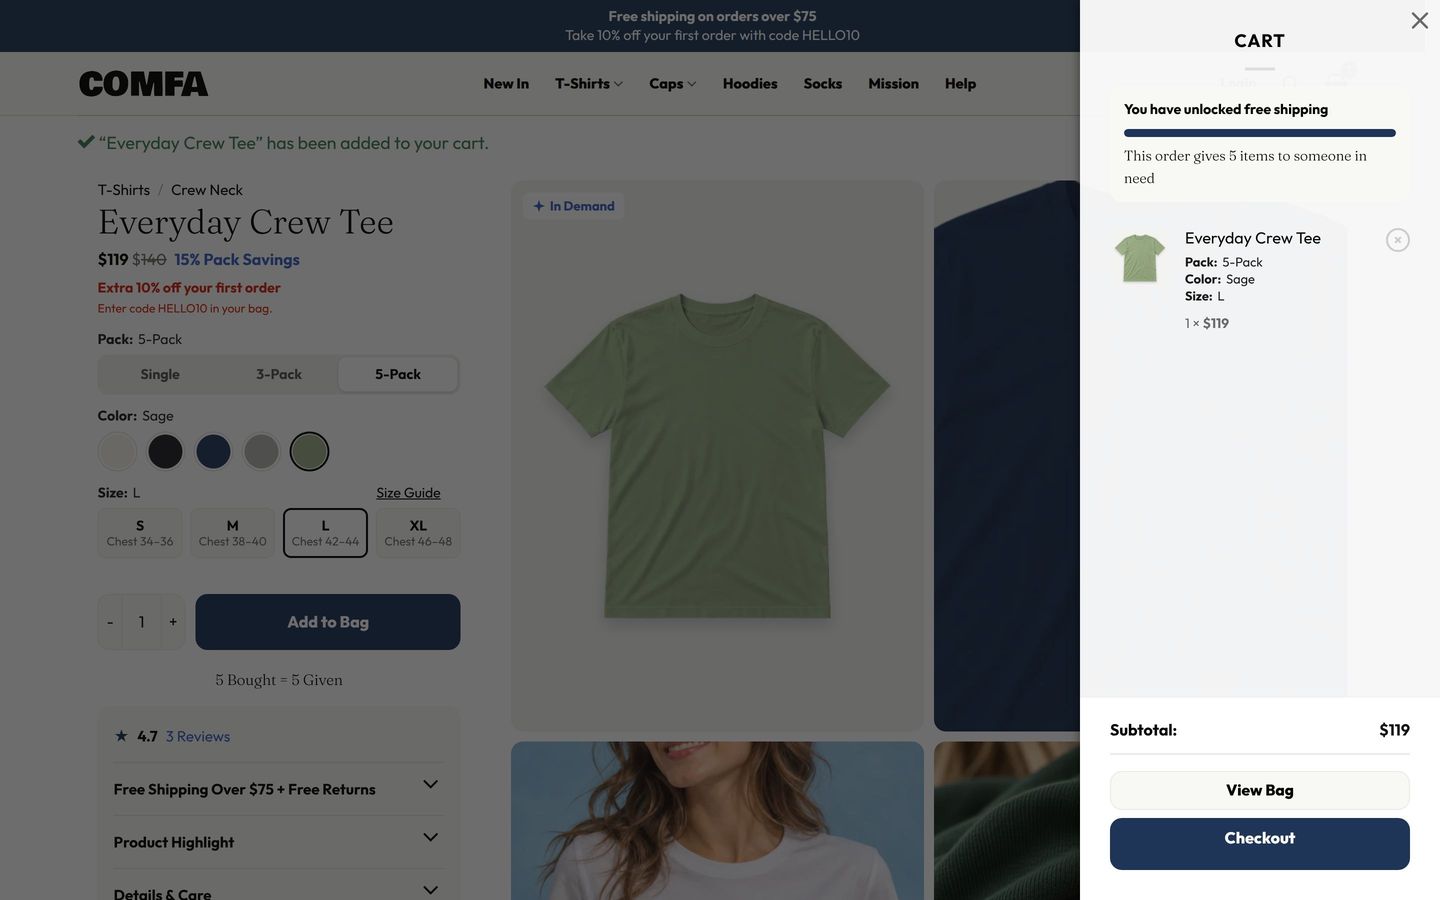 Free shipping on orders over $75
Take 10% off your first order with code HELLO10
COMFA
New In
T-Shirts
Caps
Hoodies
Socks
Mission
Help
Login
"Everyday Crew Tee" has been added to your cart.
T-Shirts / Crew Neck
Everyday Crew Tee
$119 $140 15% Pack Savings
Extra 10% off your first order
Enter code HELLO10 in your bag.
Pack: 5-Pack
Single
3-Pack
5-Pack
Color: Sage
Size: L
Size Guide
S
Chest 34–36
M
Chest 38–40
L
Chest 42–44
XL
Chest 46–48
- 1 +
Add to Bag
5 Bought = 5 Given
4.7 3 Reviews
Free Shipping Over $75 + Free Returns
Product Highlight
Details & Care
In Demand
CART
You have unlocked free shipping
This order gives 5 items to someone in
need
Everyday Crew Tee
Pack: 5-Pack
Color: Sage
Size: L
1 × $119
Subtotal: $119
View Bag
Checkout